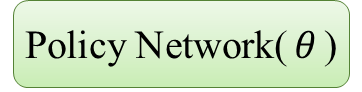 Policy Network( θ )